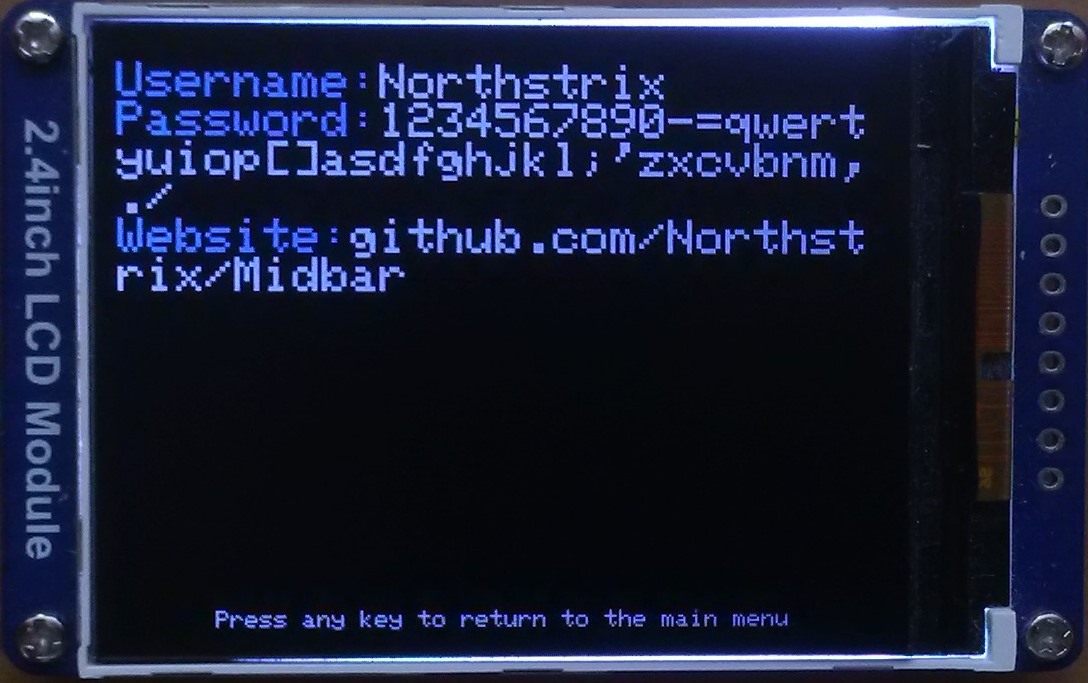 Username:Northstrix
Password:1234567890-=qwert
yuiop[]asdfghjkl;'zxcvbnm,
./
Website:github.com/Northst
rix/Midbar
Press any key to return to the main menu
2.4inch LCD Module